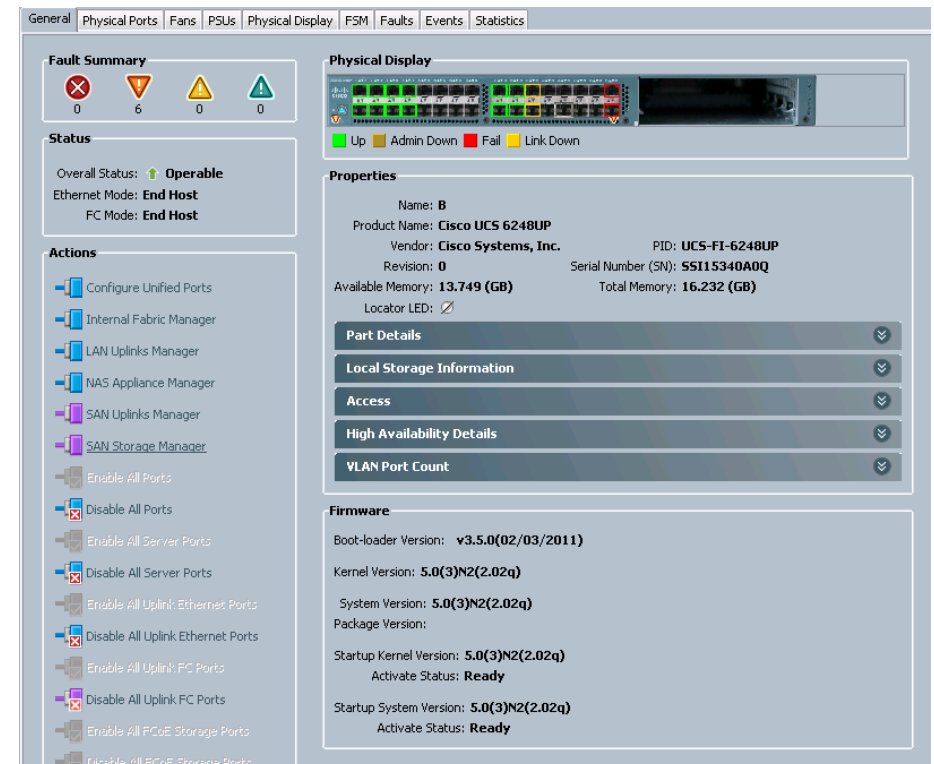 General Physical Ports Fans PSUs Physical Display FSM Faults Events Statistics
Fault Summary
0 6 0 0
Status
Overall Status: Operable
Ethernet Mode: End Host
FC Mode: End Host
Actions
Configure Unified Ports
Internal Fabric Manager
LAN Uplinks Manager
NAS Appliance Manager
SAN Uplinks Manager
SAN Storage Manager
Enable All Ports
Disable All Ports
Enable All Server Ports
Disable All Server Ports
Enable All Uplink Ethernet Ports
Disable All Uplink Ethernet Ports
Enable All Uplink FC Ports
Disable All Uplink FC Ports
Enable All FCoE Storage Ports
Disable All FCoE Storage Ports
Physical Display
Up Admin Down Fail Link Down
Properties
Name: B
Product Name: Cisco UCS 6248UP
Vendor: Cisco Systems, Inc. PID: UCS-FI-6248UP
Revision: 0 Serial Number (SN): SSI15340A0Q
Available Memory: 13.749 (GB) Total Memory: 16.232 (GB)
Locator LED:
Part Details
Local Storage Information
Access
High Availability Details
VLAN Port Count
Firmware
Boot-loader Version: v3.5.0(02/03/2011)
Kernel Version: 5.0(3)N2(2.02q)
System Version: 5.0(3)N2(2.02q)
Package Version:
Startup Kernel Version: 5.0(3)N2(2.02q)
Activate Status: Ready
Startup System Version: 5.0(3)N2(2.02q)
Activate Status: Ready